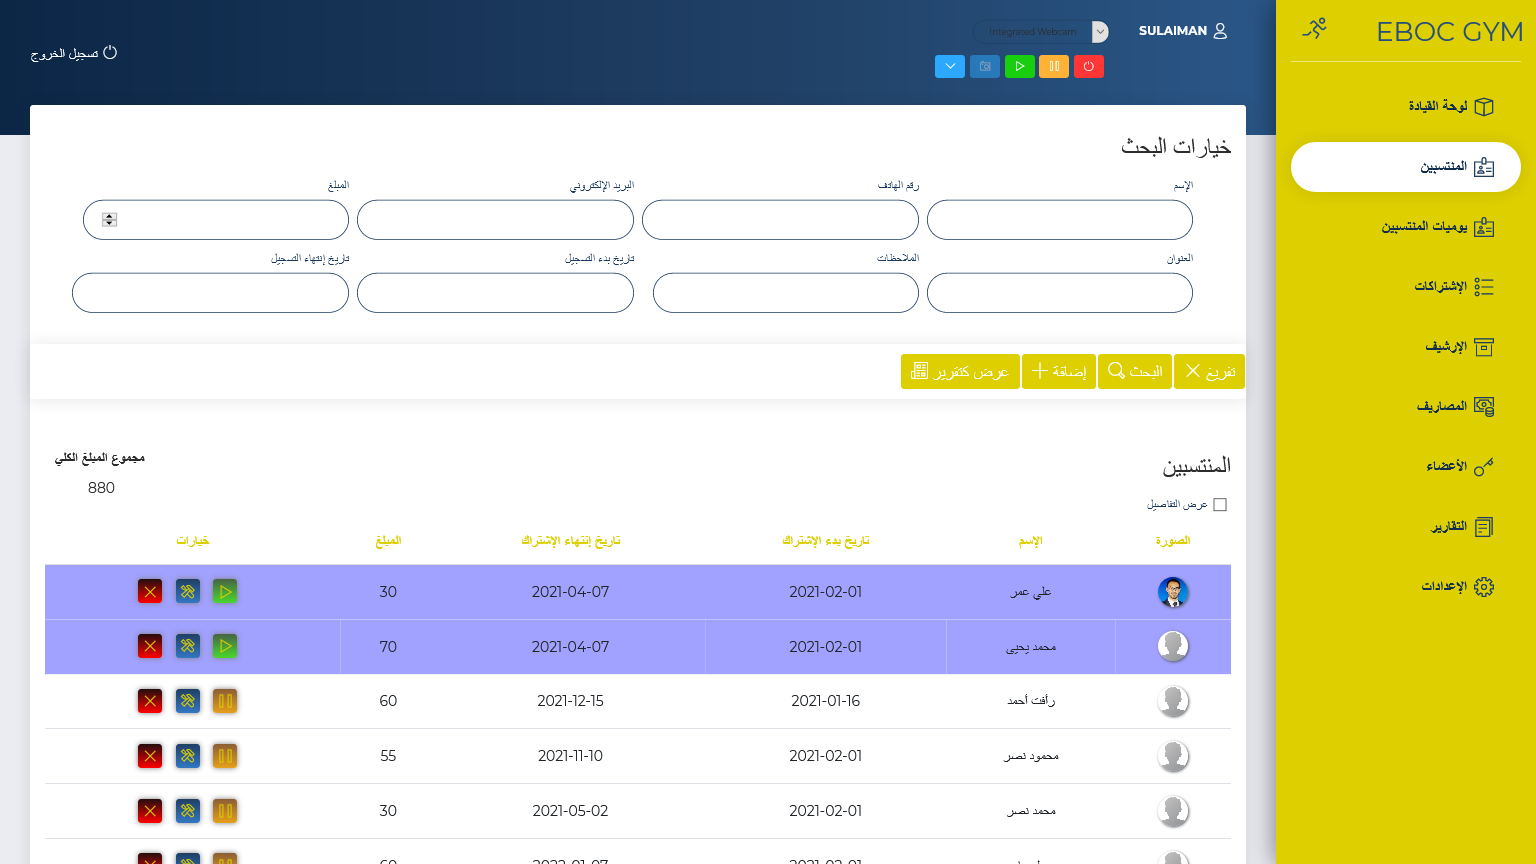 EBOC GYM
لوحة القيادة
المنتسبين
يوميات المنتسبين
الإشتراكات
الإرشيف
المصاريف
الأعضاء
التقارير
الإعدادات
SULAIMAN
Integrated Webcam
تسجيل الخروج
خيارات البحث
الإسم رقم الهاتف البريد الإلكتروني المبلغ
العنوان الملاحظات تاريخ بدء التسجيل تاريخ إنتهاء التسجيل
تفريغ البحث إضافة عرض كتقرير
المنتسبين
مجموع المبلغ الكلي
880
عرض التفاصيل
الصورة الإسم تاريخ بدء الإشتراك تاريخ إنتهاء الإشتراك المبلغ خيارات
علي عمر 2021-02-01 2021-04-07 30
محمد يحيى 2021-02-01 2021-04-07 70
رأفت أحمد 2021-01-16 2021-12-15 60
محمود نصر 2021-02-01 2021-11-10 55
محمد نصر 2021-02-01 2021-05-02 30